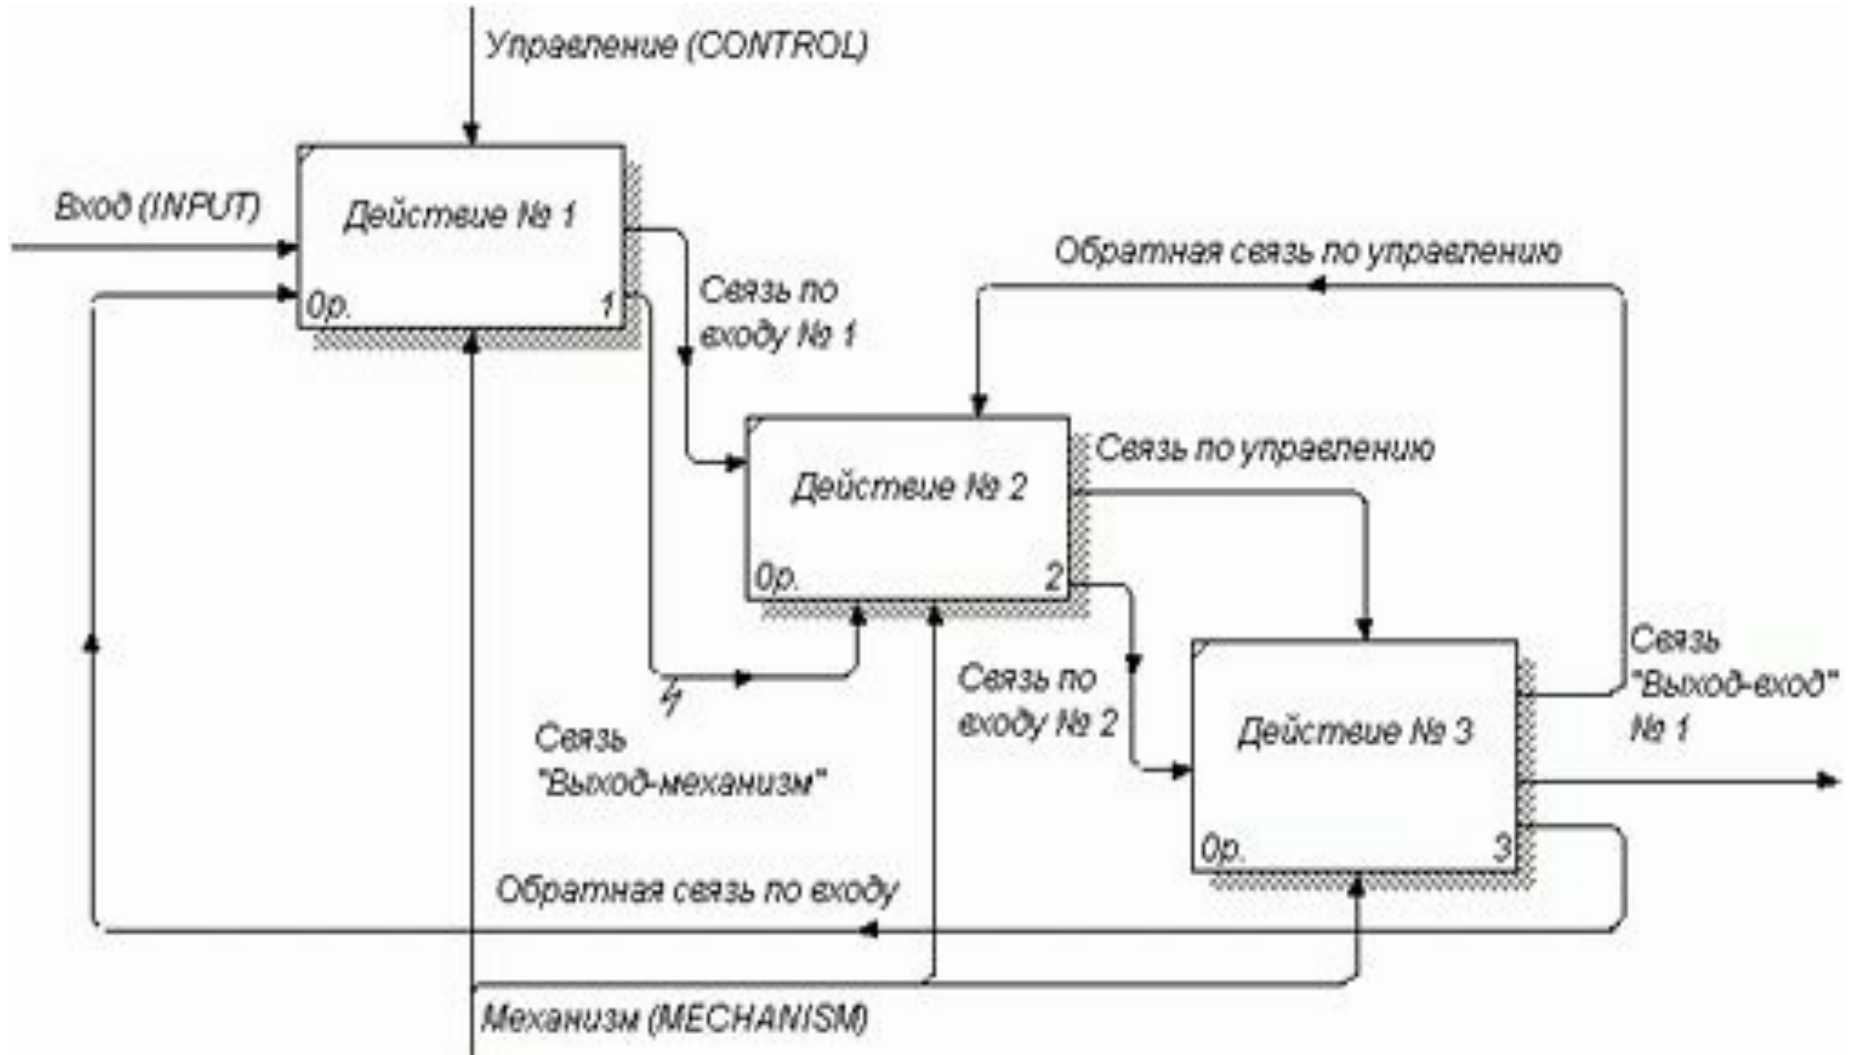 Управление (CONTROL)
Вход (INPUT)
Действие № 1
0р.
1
Связь по
входу № 1
Обратная связь по управлению
Связь по управлению
Действие № 2
0р.
2
Связь по
входу № 2
Связь
"Выход-механизм"
Связь
"Выход-вход"
№ 1
Действие № 3
0р.
3
Обратная связь по входу
Механизм (MECHANISM)